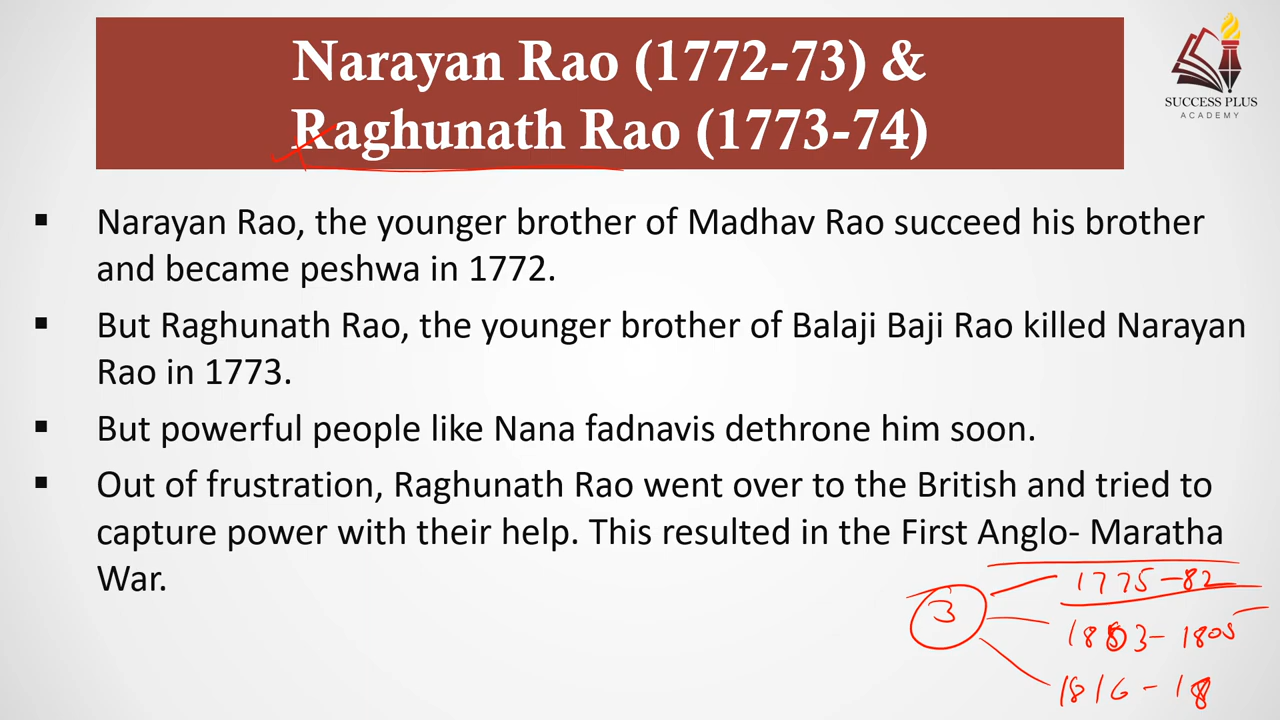 Narayan Rao (1772-73) &
Raghunath Rao (1773-74)
SUCCESS PLUS
ACADEMY
▪ Narayan Rao, the younger brother of Madhav Rao succeed his brother
and became peshwa in 1772.
▪ But Raghunath Rao, the younger brother of Balaji Baji Rao killed Narayan
Rao in 1773.
▪ But powerful people like Nana fadnavis dethrone him soon.
▪ Out of frustration, Raghunath Rao went over to the British and tried to
capture power with their help. This resulted in the First Anglo- Maratha
War.
3
1775-82
1803-1805
1816-18